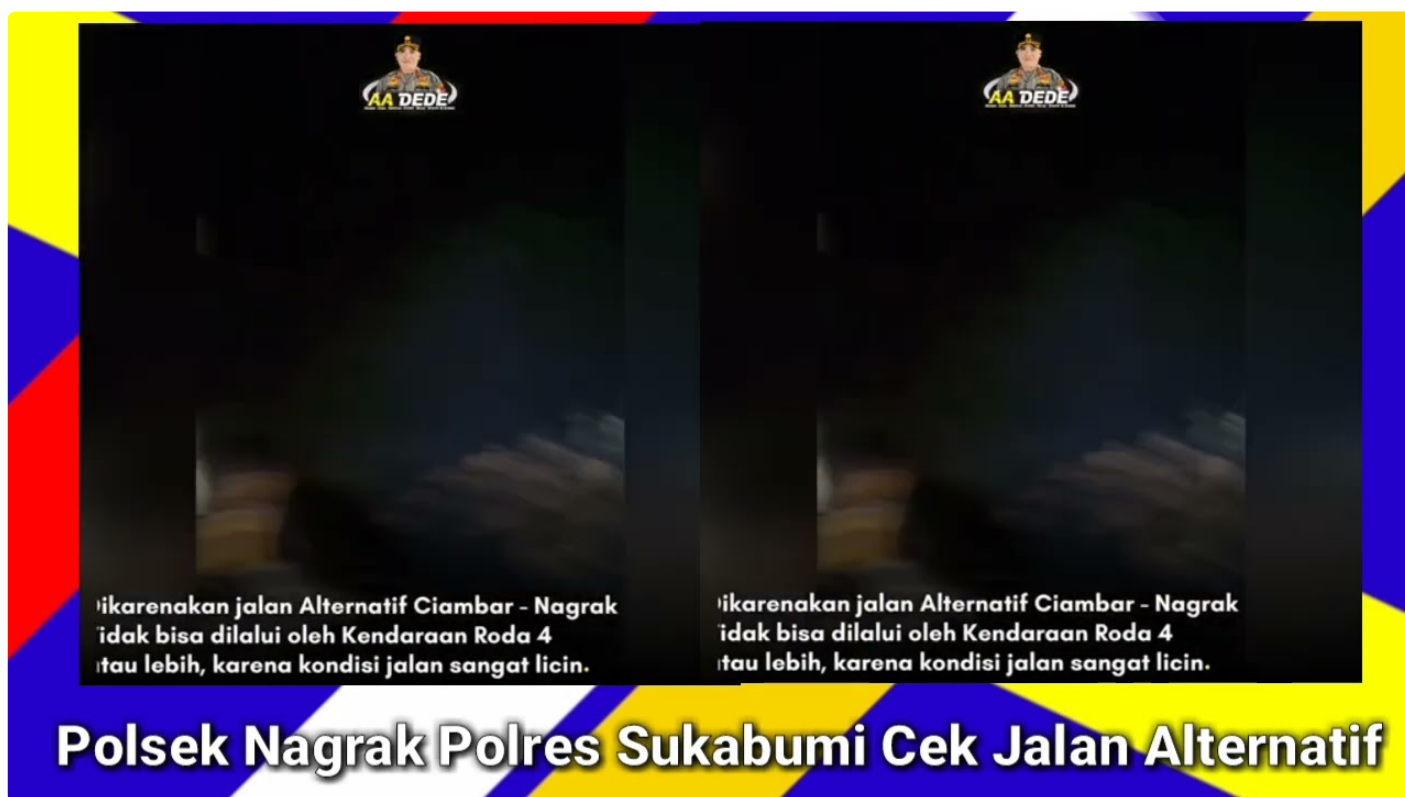 AA DEDE
AA DEDE
ikarenakan jalan Alternatif Ciambar - Nagrak
idak bisa dilalui oleh Kendaraan Roda 4
tau lebih, karena kondisi jalan sangat licin.
ikarenakan jalan Alternatif Ciambar - Nagrak
idak bisa dilalui oleh Kendaraan Roda 4
tau lebih, karena kondisi jalan sangat licin.
Polsek Nagrak Polres Sukabumi Cek Jalan Alternatif